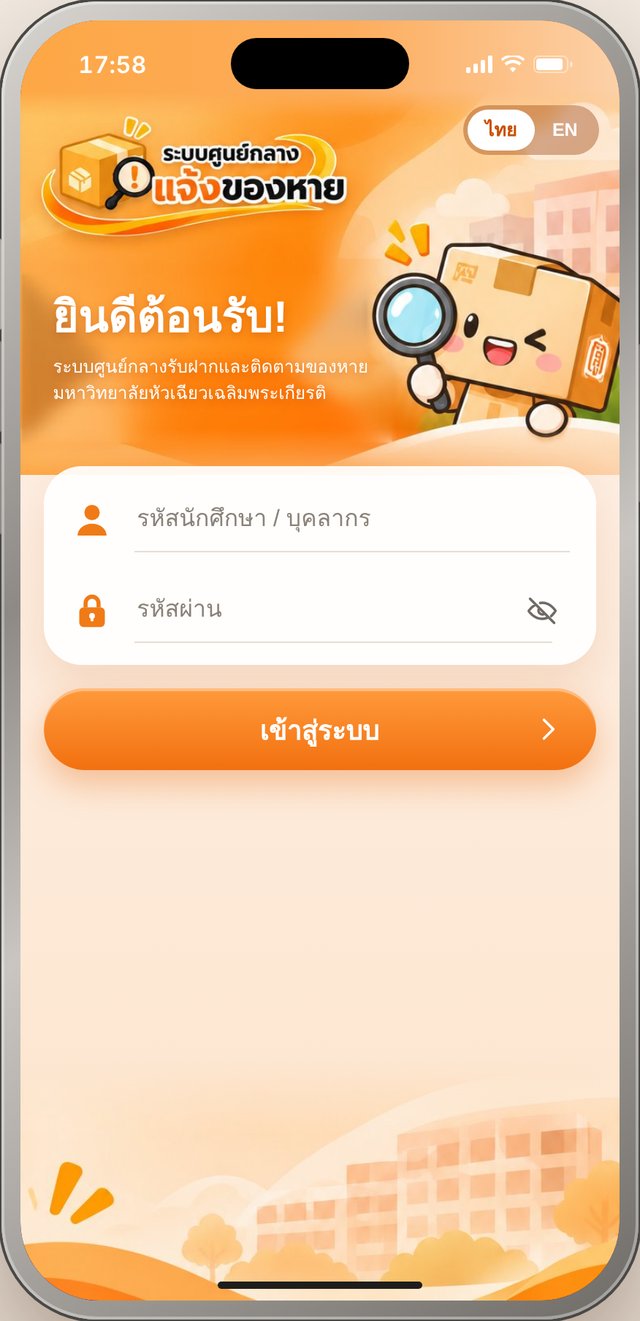 17:58
ไทย EN
ระบบศูนย์กลาง
แจ้งของหาย
ยินดีต้อนรับ!
ระบบศูนย์กลางรับฝากและติดตามของหาย
มหาวิทยาลัยหัวเฉียวเฉลิมพระเกียรติ
รหัสนักศึกษา / บุคลากร
รหัสผ่าน
เข้าสู่ระบบ